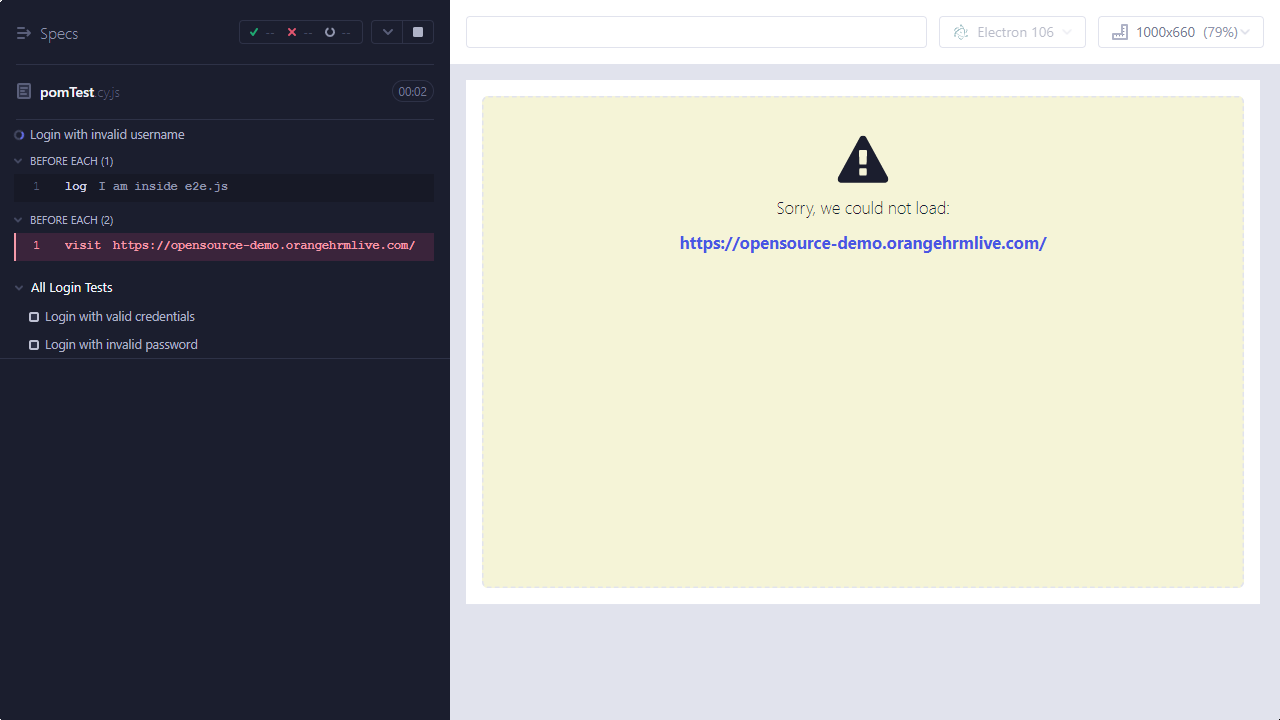 Specs
-- -- --
pomTest.cy.js 00:02
Login with invalid username
BEFORE EACH (1)
1 log I am inside e2e.js
BEFORE EACH (2)
1 visit https://opensource-demo.orangehrmlive.com/
All Login Tests
Login with valid credentials
Login with invalid password
Electron 106
1000x660 (79%)
Sorry, we could not load:
https://opensource-demo.orangehrmlive.com/